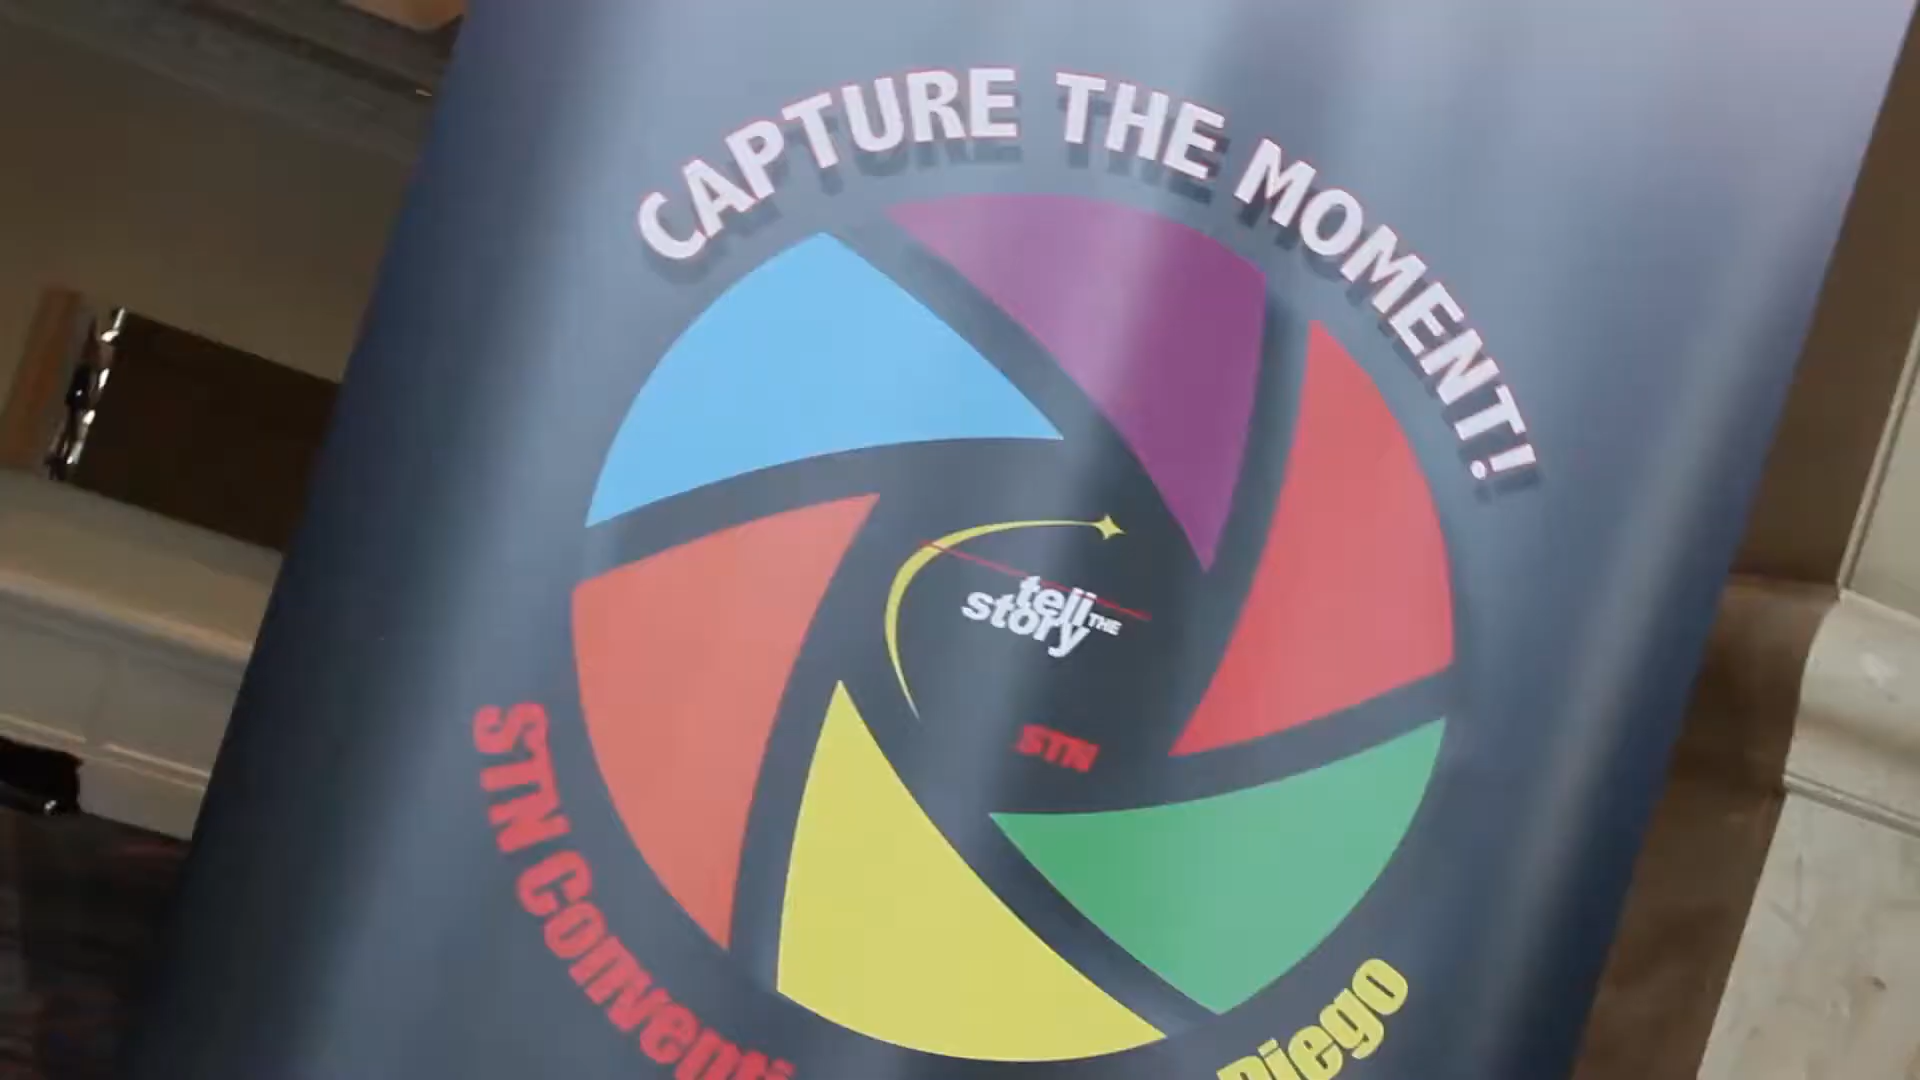 CAPTURE THE MOMENT!
tell THE
story
STN
STN Conventi
Diego